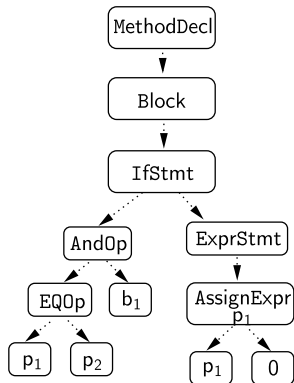 MethodDecl
Block
IfStmt
AndOp
ExprStmt
EQOp
b₁
AssignExpr
p₁
p₁
p₂
p₁
0